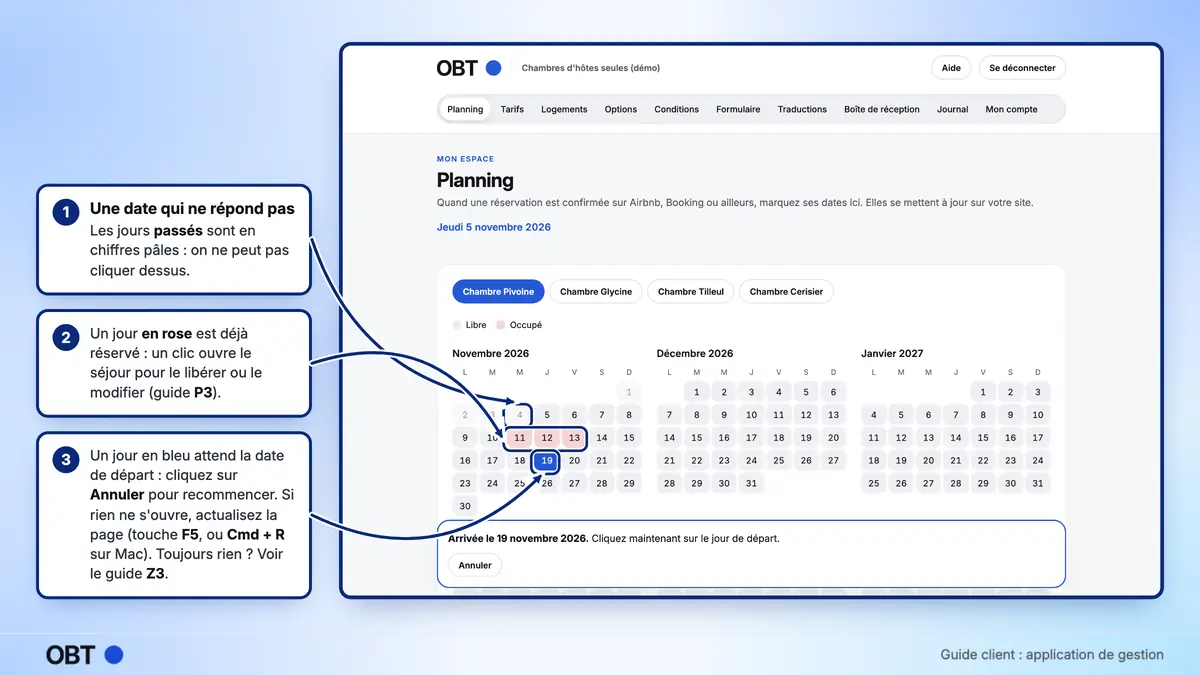 OBT
Chambres d'hôtes seules (démo)
Aide
Se déconnecter
Planning
Tarifs
Logements
Options
Conditions
Formulaire
Traductions
Boîte de réception
Journal
Mon compte
MON ESPACE
Planning
Quand une réservation est confirmée sur Airbnb, Booking ou ailleurs, marquez ses dates ici. Elles se mettent à jour sur votre site.
Jeudi 5 novembre 2026
1
Une date qui ne répond pas
Les jours passés sont en
chiffres pâles : on ne peut pas
cliquer dessus.
2
Un jour en rose est déjà
réservé : un clic ouvre le
séjour pour le libérer ou le
modifier (guide P3).
3
Un jour en bleu attend la date
de départ : cliquez sur
Annuler pour recommencer. Si
rien ne s'ouvre, actualisez la
page (touche F5, ou Cmd + R
sur Mac). Toujours rien ? Voir
le guide Z3.
Chambre Pivoine
Chambre Glycine
Chambre Tilleul
Chambre Cerisier
Libre
Occupé
Novembre 2026
L M M J V S D
1
2 3 4 5 6 7 8
9 10 11 12 13 14 15
16 17 18 19 20 21 22
23 24 25 26 27 28 29
30
Décembre 2026
L M M J V S D
1 2 3 4 5 6
7 8 9 10 11 12 13
14 15 16 17 18 19 20
21 22 23 24 25 26 27
28 29 30 31
Janvier 2027
L M M J V S D
1 2 3
4 5 6 7 8 9 10
11 12 13 14 15 16 17
18 19 20 21 22 23 24
25 26 27 28 29 30 31
Arrivée le 19 novembre 2026. Cliquez maintenant sur le jour de départ.
Annuler
OBT
Guide client : application de gestion